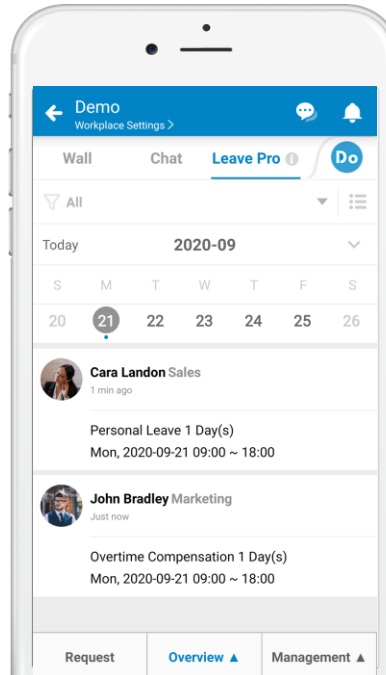 Demo
Workplace Settings >
Wall Chat Leave Pro i Do
All
Today 2020-09
S M T W T F S
20 21 22 23 24 25 26
Cara Landon Sales
1 min ago
Personal Leave 1 Day(s)
Mon, 2020-09-21 09:00 ~ 18:00
John Bradley Marketing
Just now
Overtime Compensation 1 Day(s)
Mon, 2020-09-21 09:00 ~ 18:00
Request Overview ▲ Management ▲